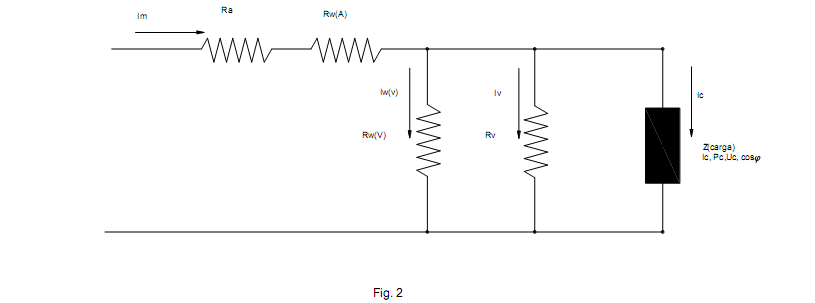 Im
Ra
Rw(A)
Iw(v)
Iv
Ic
Rw(V)
Rv
Z(carga)
Ic, Pc,Uc, cosφ
Fig. 2